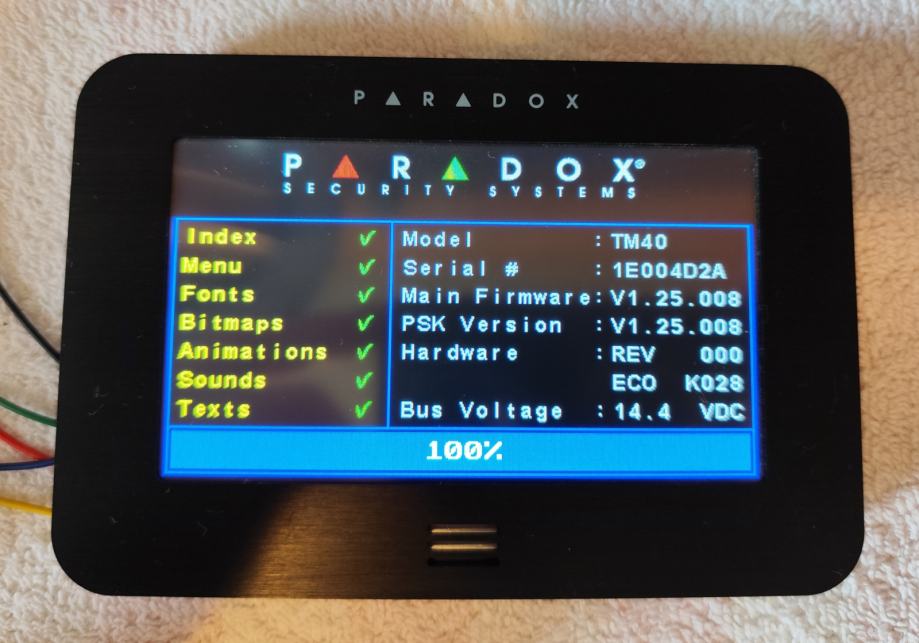 PARADOX
PARADOX®
SECURITY SYSTEMS
Index ✓
Menu ✓
Fonts ✓
Bitmaps ✓
Animations ✓
Sounds ✓
Texts ✓
Model : TM40
Serial # : 1E004D2A
Main Firmware: V1.25.008
PSK Version : V1.25.008
Hardware : REV 000
ECO K028
Bus Voltage : 14.4 VDC
100%